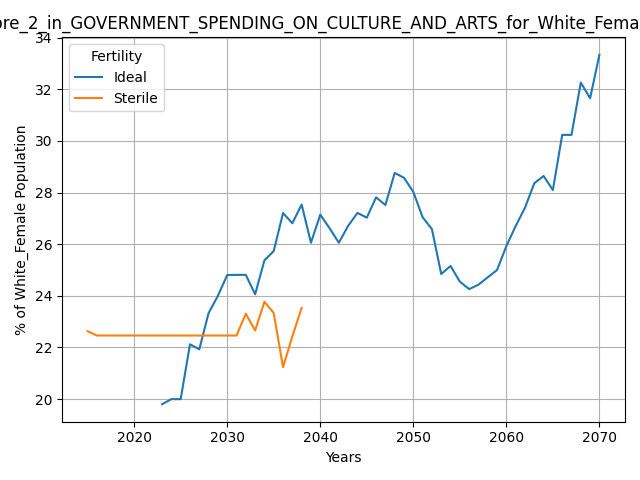 ore_2_in_GOVERNMENT_SPENDING_ON_CULTURE_AND_ARTS_for_White_Fema
Fertility
Ideal
Sterile
% of White_Female Population
34
32
30
28
26
24
22
20
2020 2030 2040 2050 2060 2070
Years